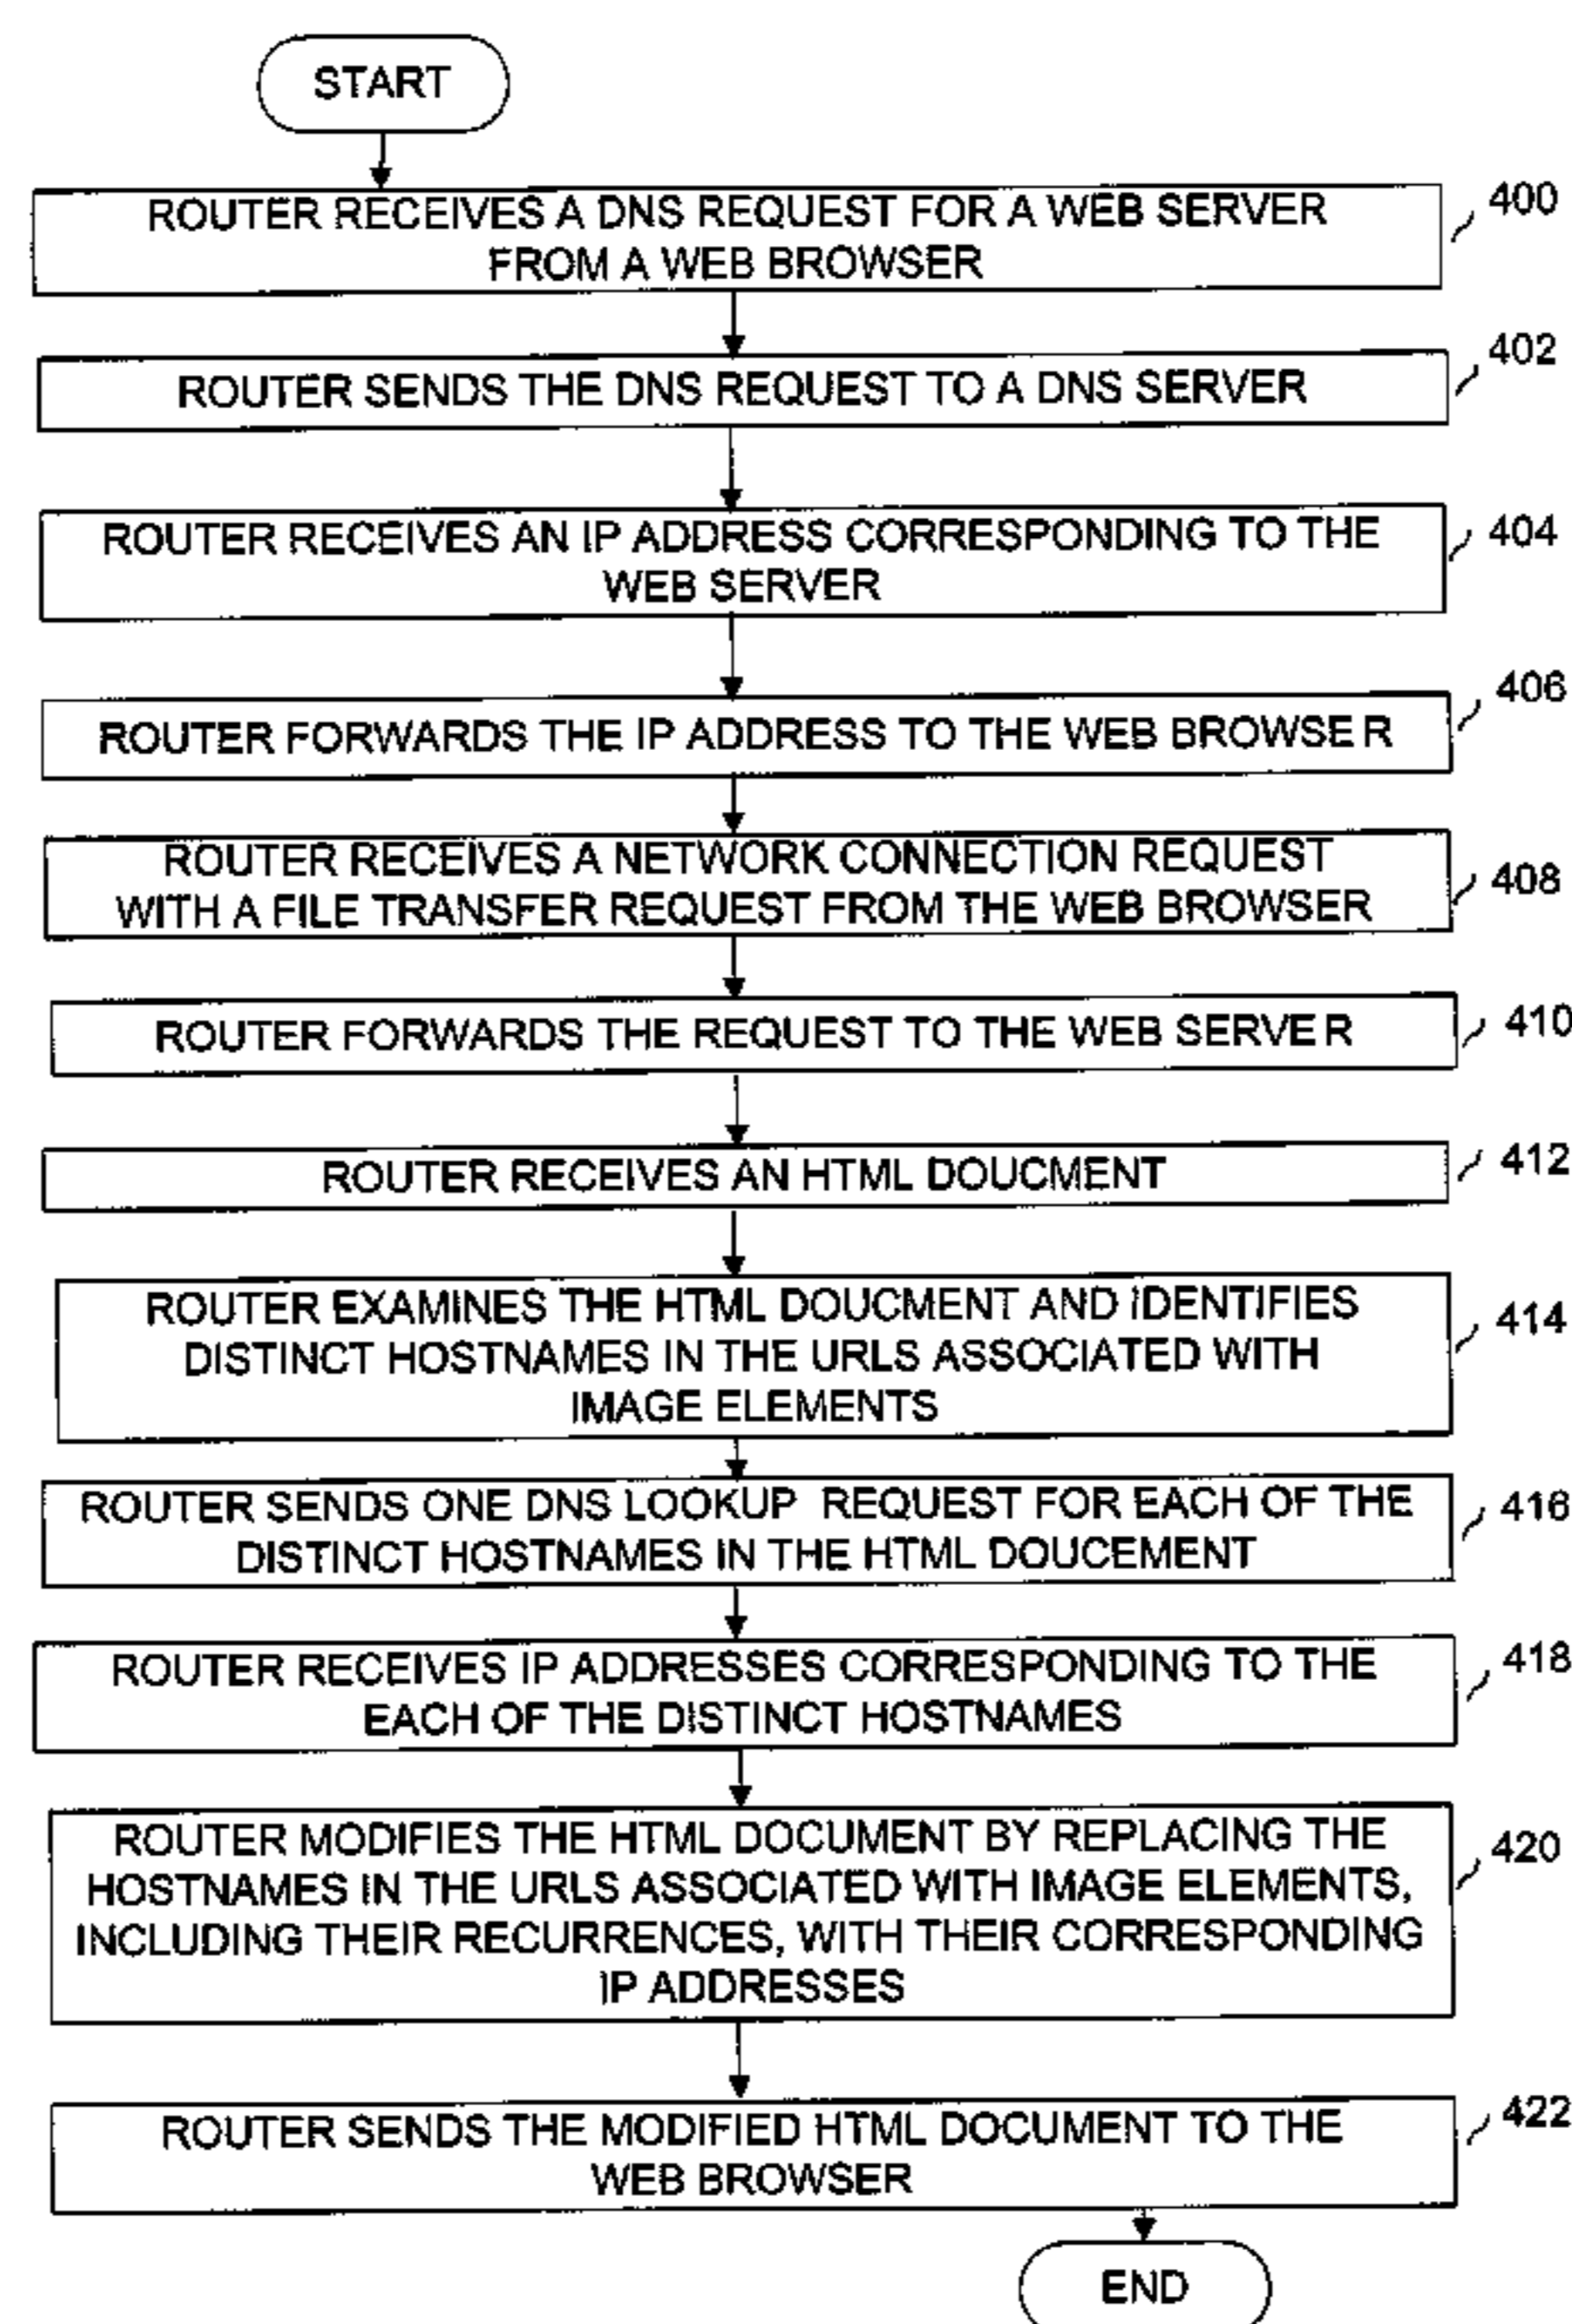 START
ROUTER RECEIVES A DNS REQUEST FOR A WEB SERVER
FROM A WEB BROWSER
400
ROUTER SENDS THE DNS REQUEST TO A DNS SERVER
402
ROUTER RECEIVES AN IP ADDRESS CORRESPONDING TO THE
WEB SERVER
404
ROUTER FORWARDS THE IP ADDRESS TO THE WEB BROWSER
406
ROUTER RECEIVES A NETWORK CONNECTION REQUEST
WITH A FILE TRANSFER REQUEST FROM THE WEB BROWSER
408
ROUTER FORWARDS THE REQUEST TO THE WEB SERVER
410
ROUTER RECEIVES AN HTML DOUCMENT
412
ROUTER EXAMINES THE HTML DOUCMENT AND IDENTIFIES
DISTINCT HOSTNAMES IN THE URLS ASSOCIATED WITH
IMAGE ELEMENTS
414
ROUTER SENDS ONE DNS LOOKUP REQUEST FOR EACH OF THE
DISTINCT HOSTNAMES IN THE HTML DOUCEMENT
416
ROUTER RECEIVES IP ADDRESSES CORRESPONDING TO THE
EACH OF THE DISTINCT HOSTNAMES
418
ROUTER MODIFIES THE HTML DOCUMENT BY REPLACING THE
HOSTNAMES IN THE URLS ASSOCIATED WITH IMAGE ELEMENTS,
INCLUDING THEIR RECURRENCES, WITH THEIR CORRESPONDING
IP ADDRESSES
420
ROUTER SENDS THE MODIFIED HTML DOCUMENT TO THE
WEB BROWSER
422
END